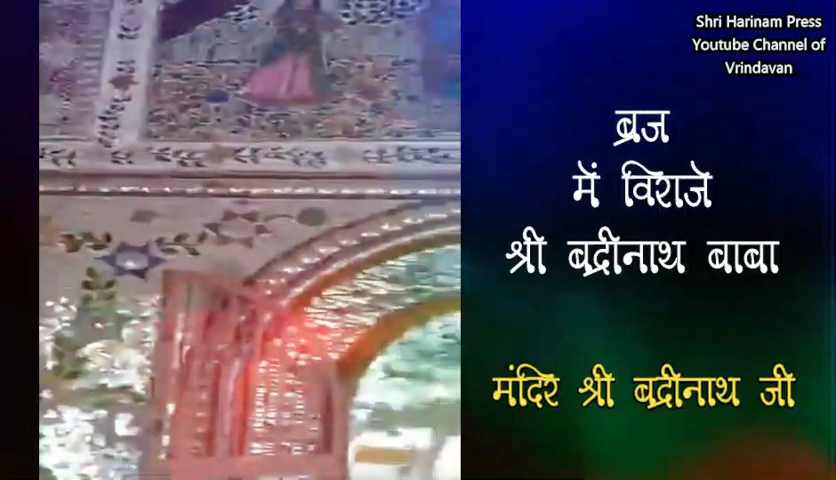 Shri Harinam Press
Youtube Channel of
Vrindavan
ब्रज
में विराजे
श्री बद्रीनाथ बाबा
मंदिर श्री बद्रीनाथ जी